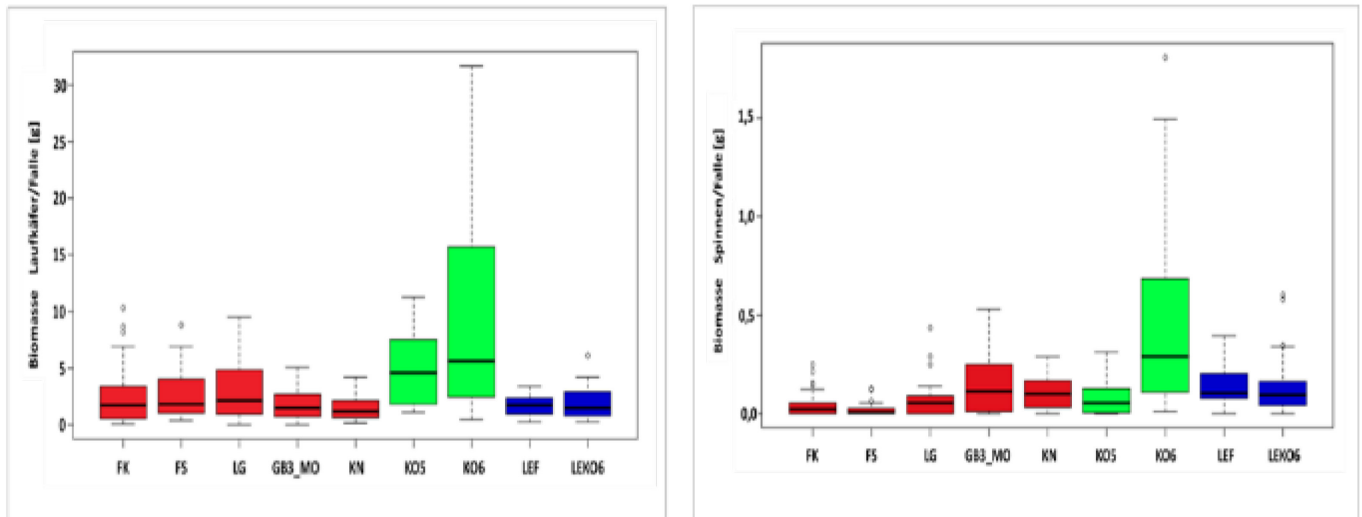 Biomasse Laufkäfer/Falle [g]
30
25
20
15
10
5
0
FK FS LG GB3_MO KN KO5 KO6 LEF LEKO6
Biomasse Spinnen/Falle [g]
1,5
1,0
0,5
0,0
FK FS LG GB3_MO KN KO5 KO6 LEF LEKO6